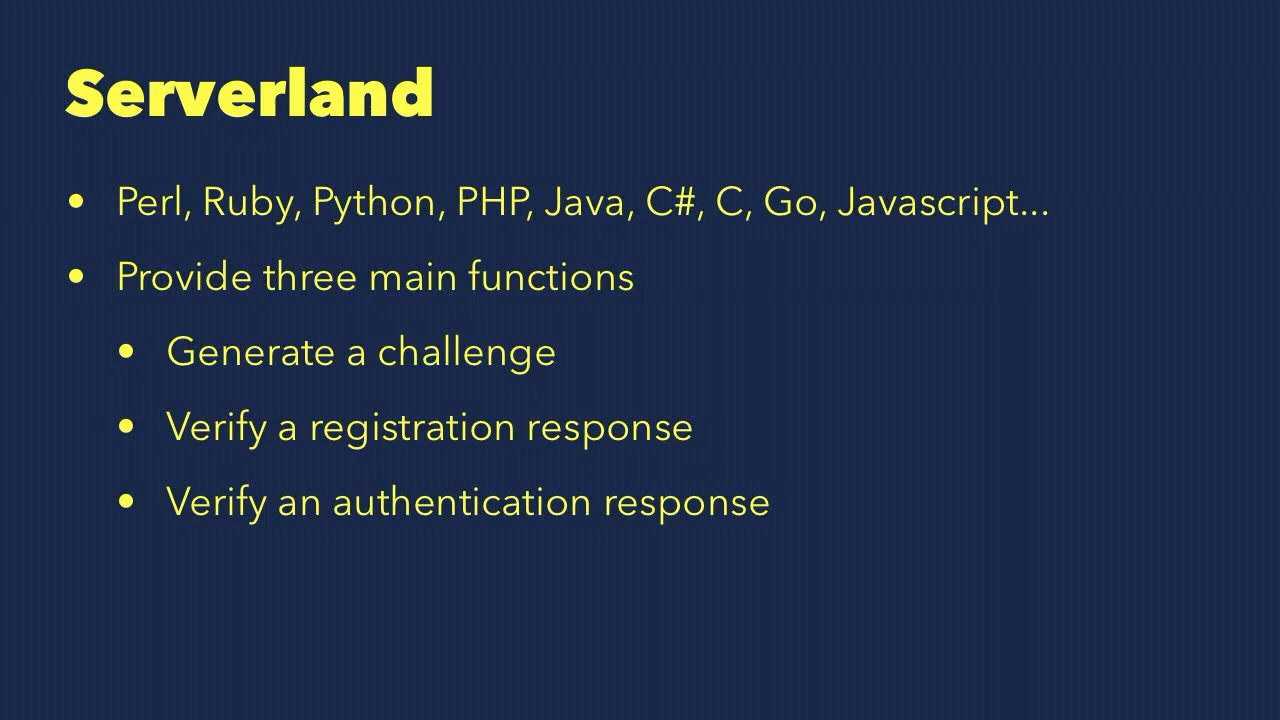 Serverland
• Perl, Ruby, Python, PHP, Java, C#, C, Go, Javascript...
• Provide three main functions
• Generate a challenge
• Verify a registration response
• Verify an authentication response